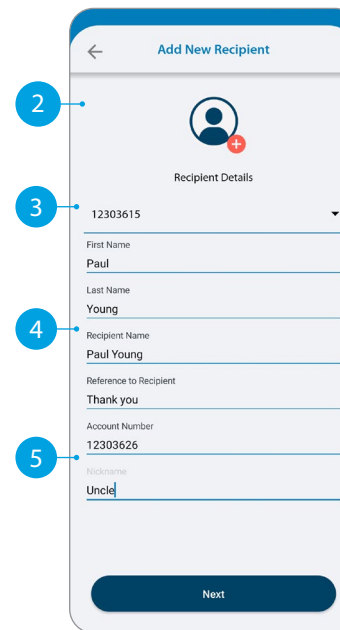 Add New Recipient
2
Recipient Details
3
12303615
First Name
Paul
Last Name
Young
4
Recipient Name
Paul Young
Reference to Recipient
Thank you
Account Number
12303626
5
Nickname
Uncle
Next